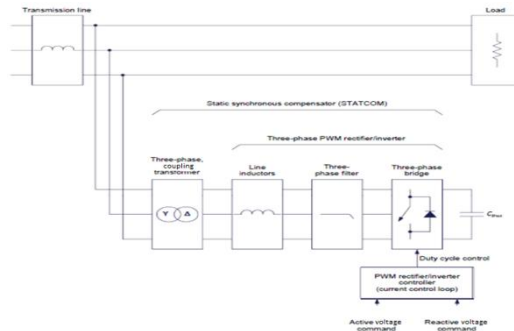 Transmission line
Load
Static synchronous compensator (STATCOM)
Three-phase PWM rectifier/inverter
Three-phase,
coupling
transformer
Line
inductors
Three-
phase filter
Three-phase
bridge
Y Δ
Duty cycle control
PWM rectifier/inverter
controller
(current control loop)
Active voltage
command
Reactive voltage
command